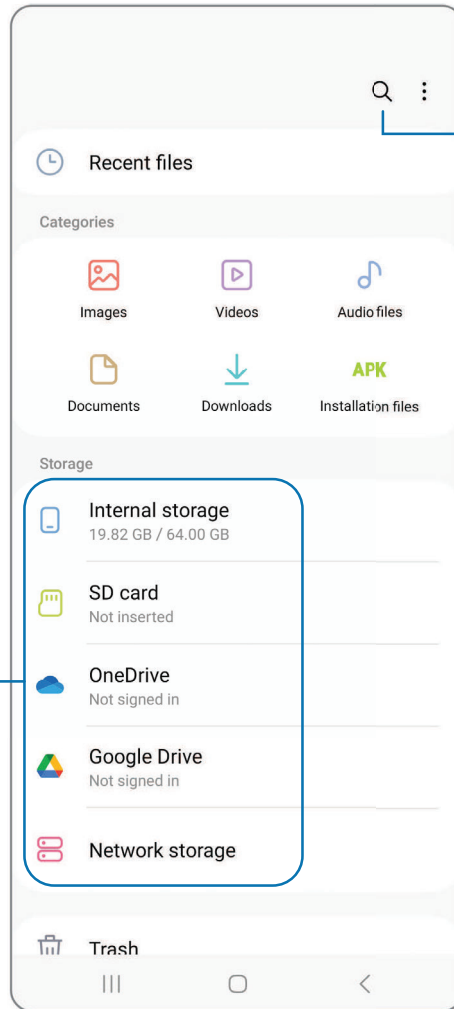 Recent files
Categories
Images Videos Audio files
Documents Downloads APK Installation files
Storage
Internal storage
19.82 GB / 64.00 GB
SD card
Not inserted
OneDrive
Not signed in
Google Drive
Not signed in
Network storage
Trash